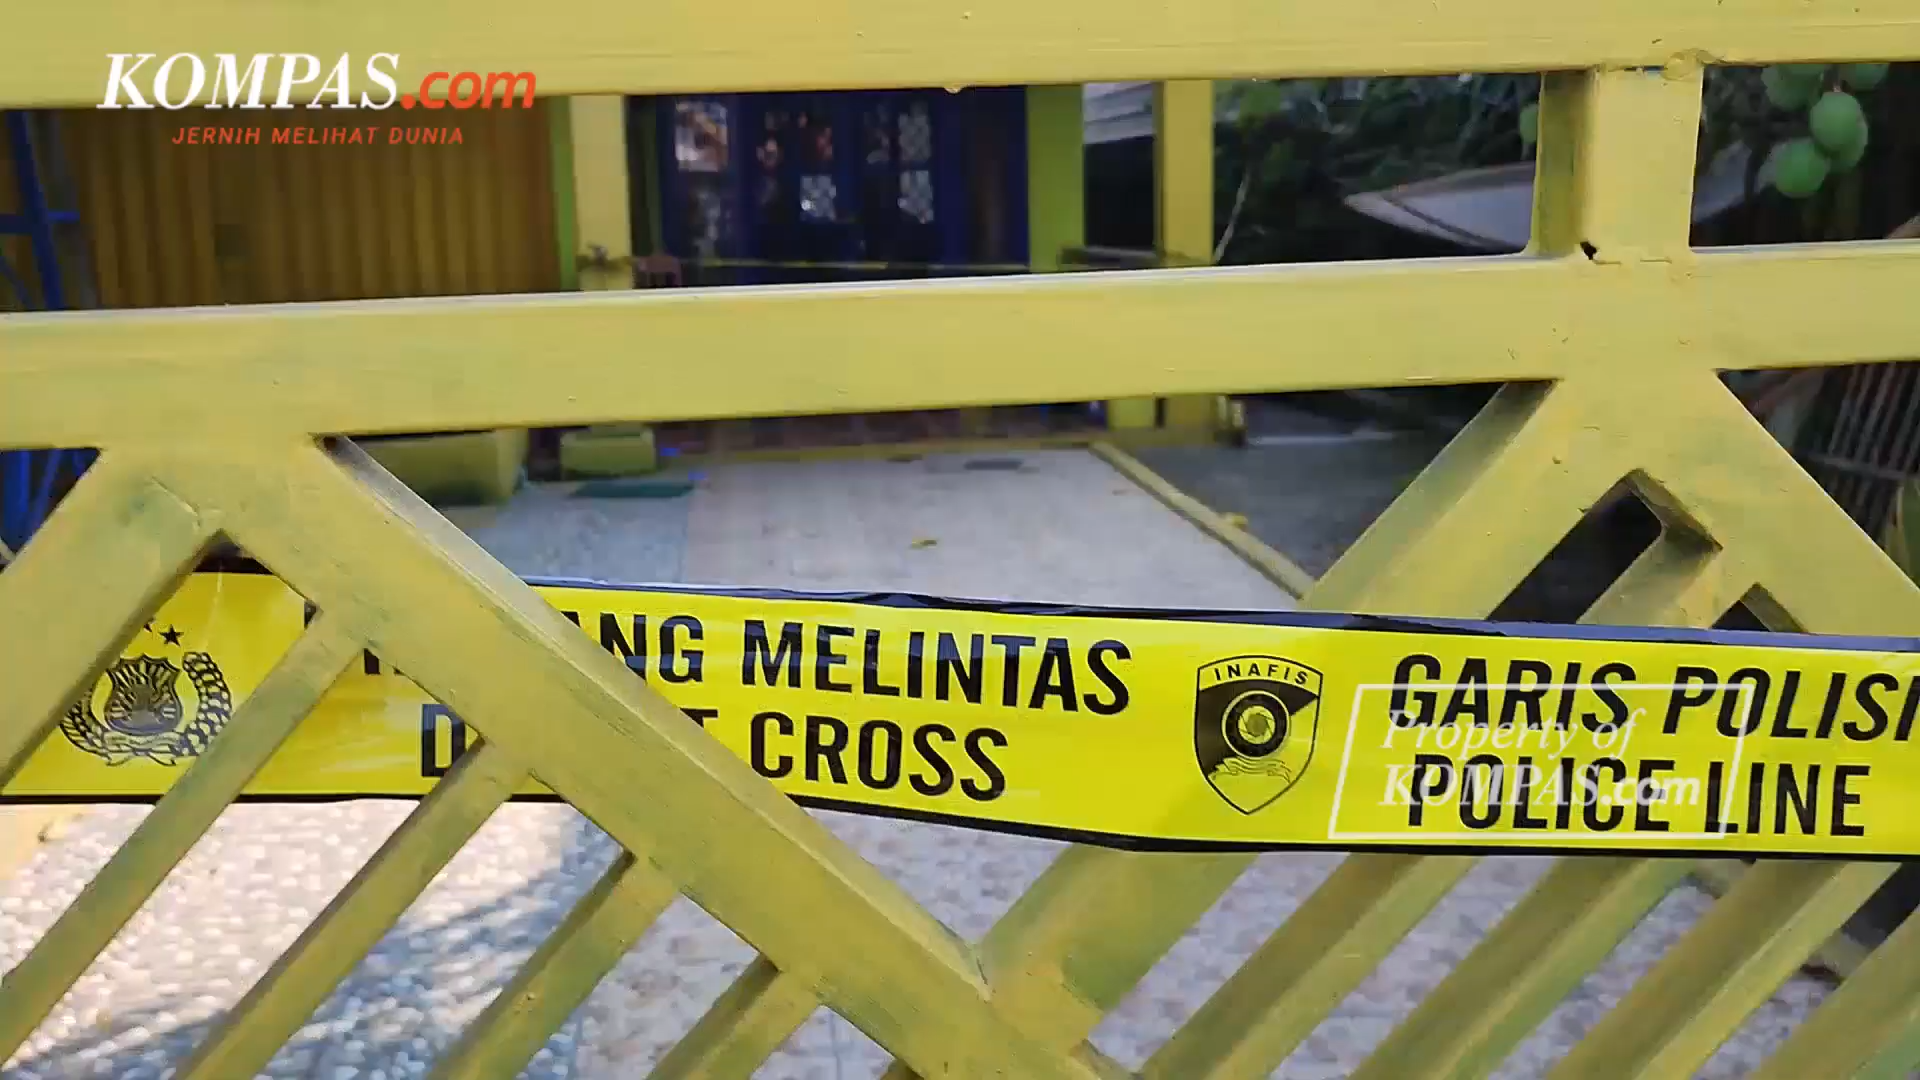 KOMPAS.com
JERNIH MELIHAT DUNIA
MELINTAS
CROSS
INAFIS
GARIS POLISI
POLICE LINE
Property of
KOMPAS.com